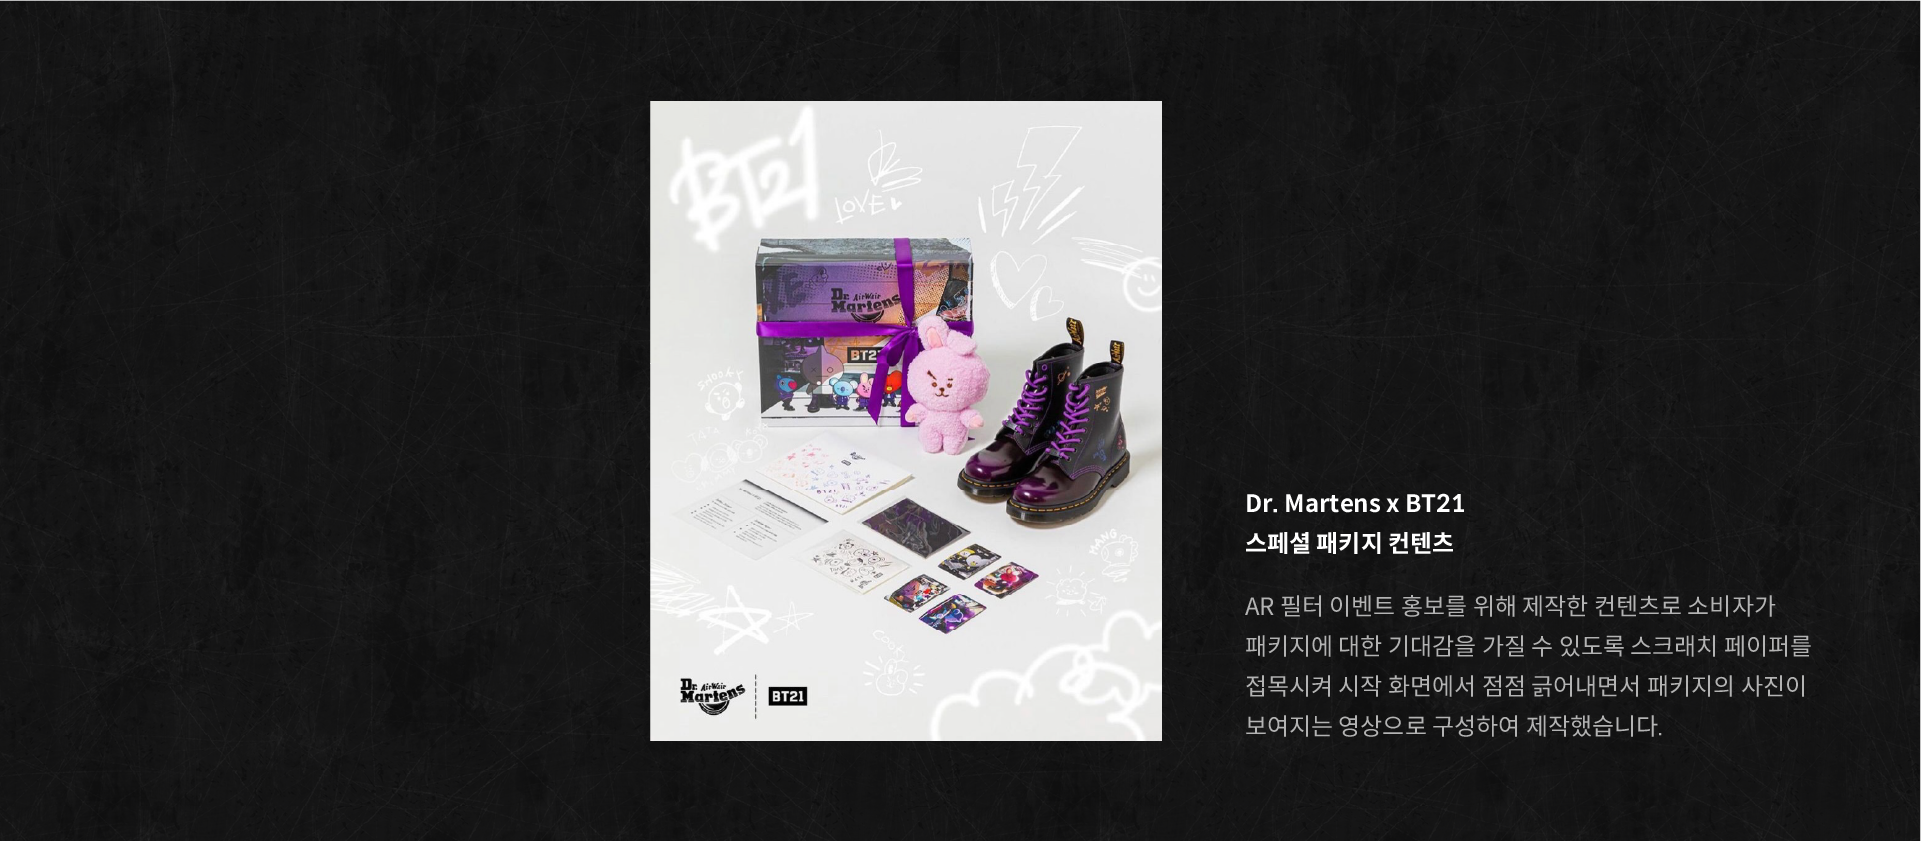 BT21
LOVE
Dr. AirWair
Martens
BT21
SHOOKY
TATA
MANG
COOKY
Dr. AirWair
Martens
BT21
Dr. Martens x BT21
스페셜 패키지 컨텐츠
AR 필터 이벤트 홍보를 위해 제작한 컨텐츠로 소비자가
패키지에 대한 기대감을 가질 수 있도록 스크래치 페이퍼를
접목시켜 시작 화면에서 점점 긁어내면서 패키지의 사진이
보여지는 영상으로 구성하여 제작했습니다.